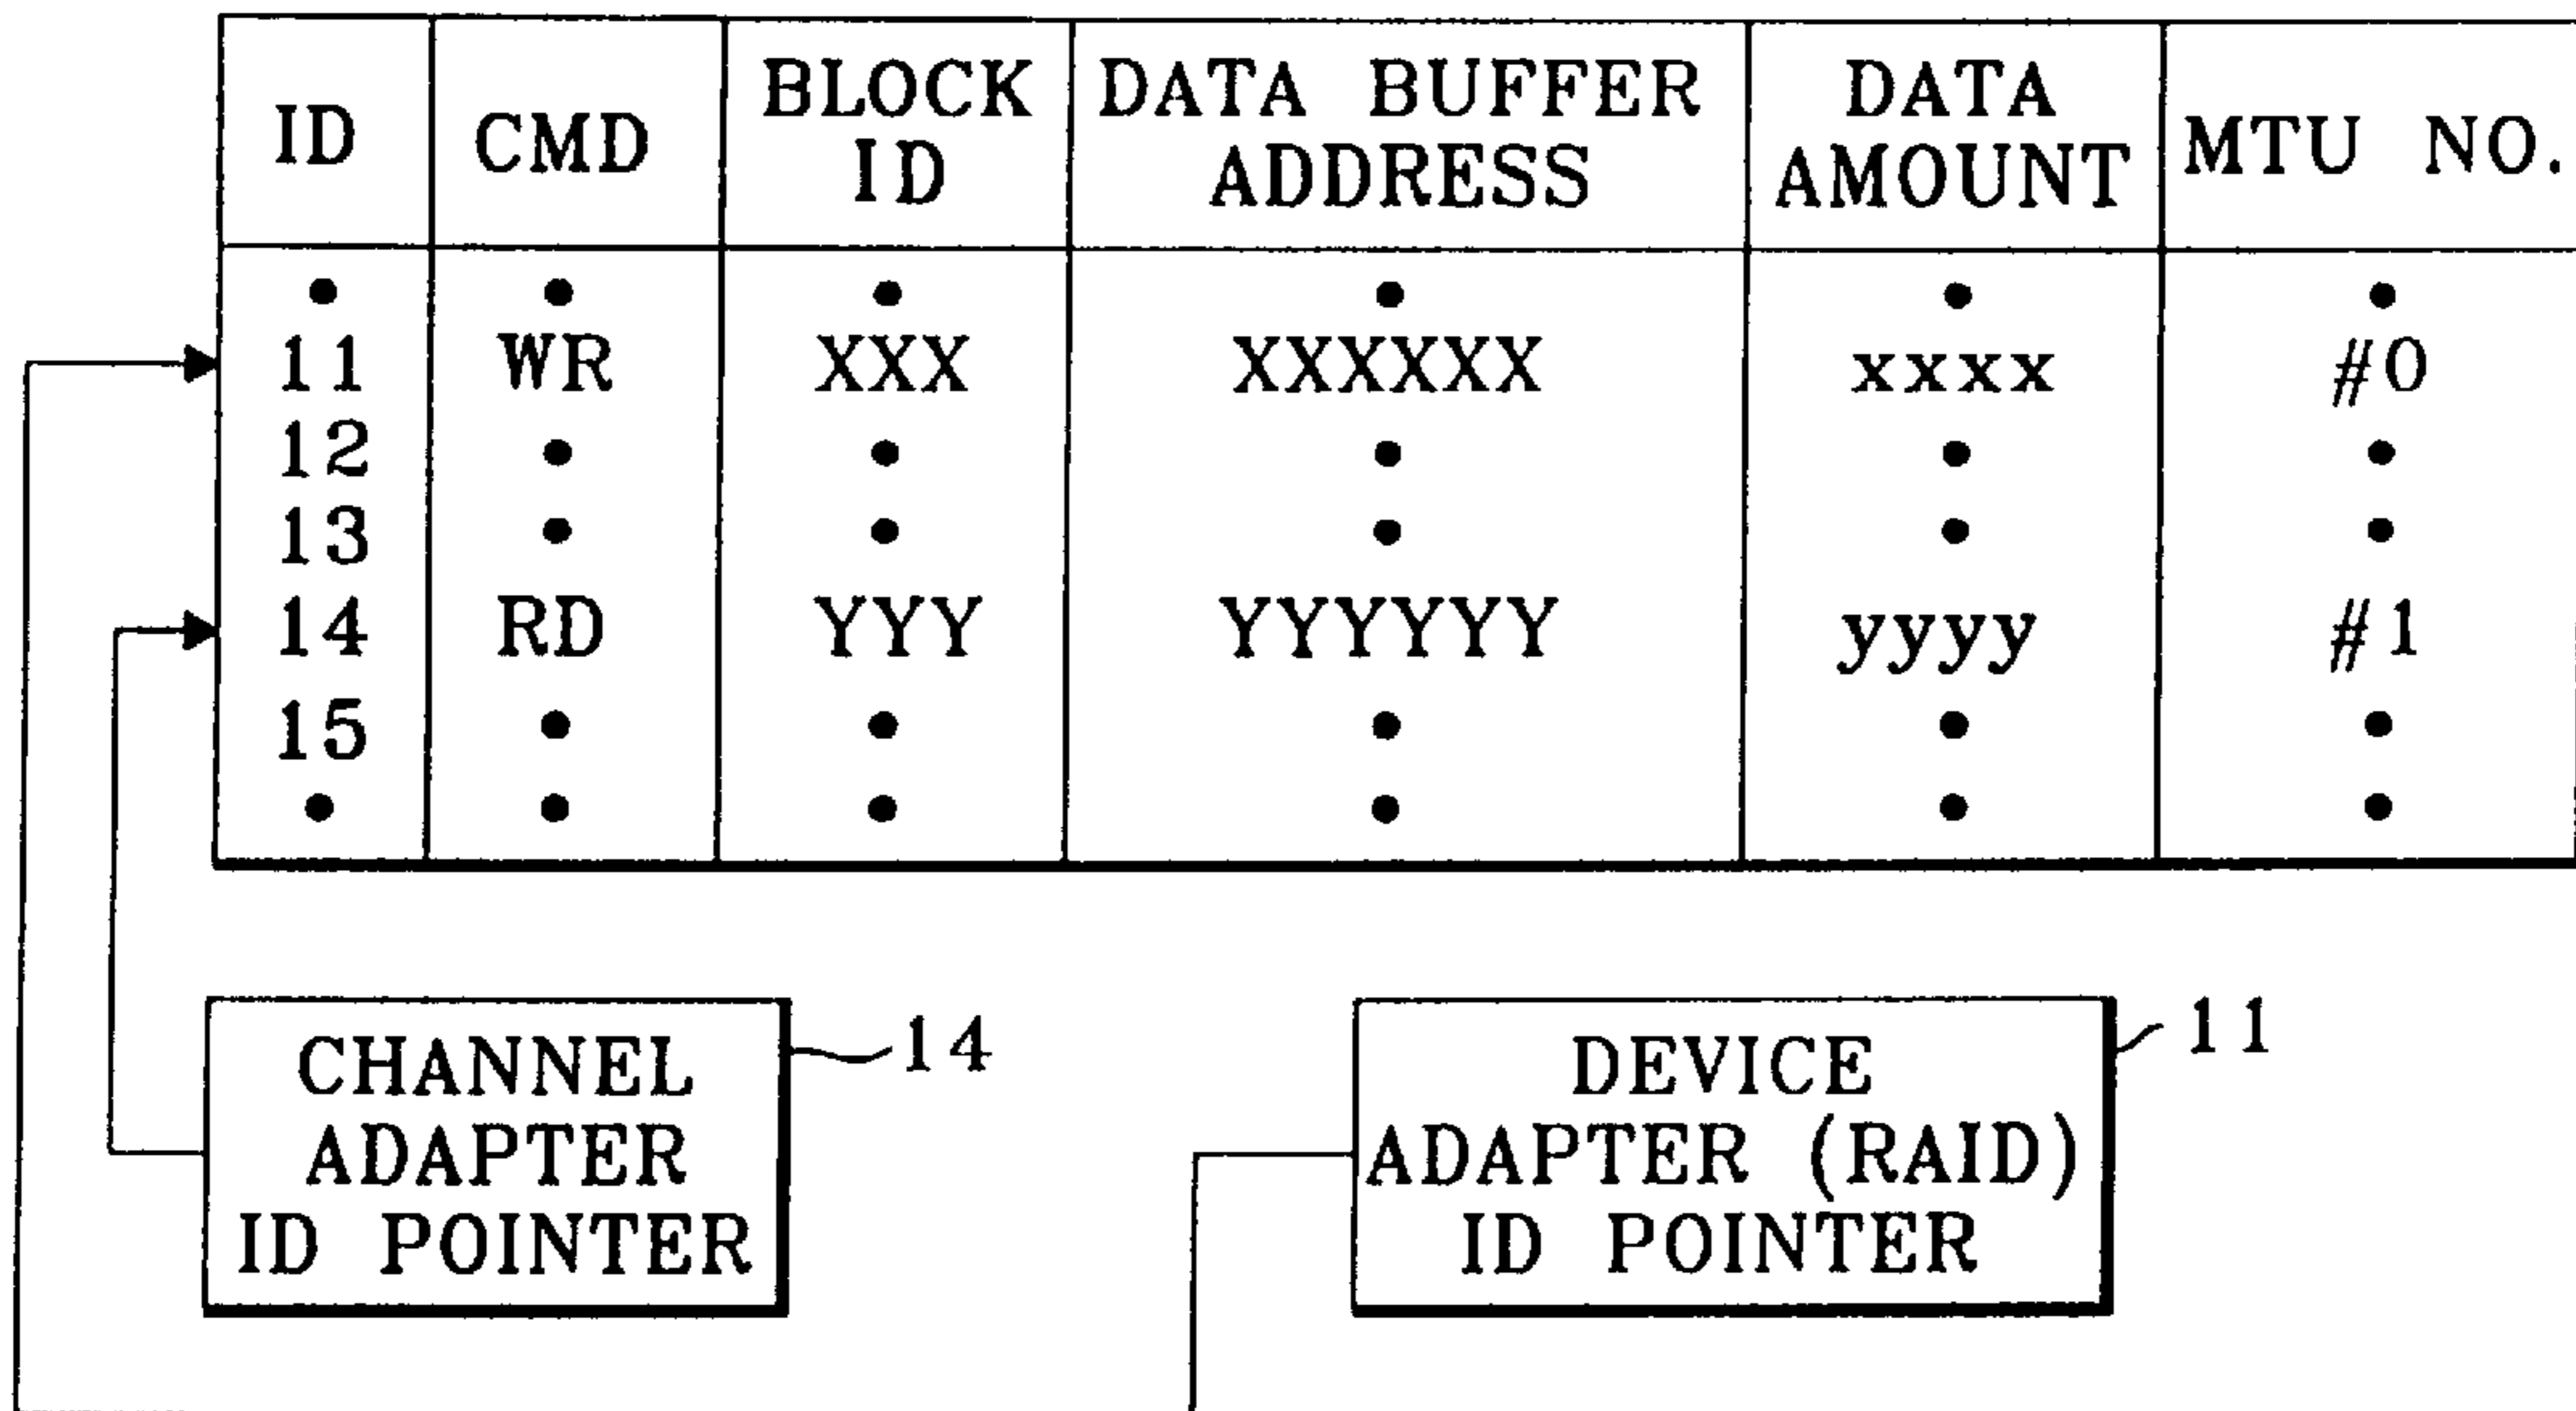 ID CMD BLOCK ID DATA BUFFER ADDRESS DATA AMOUNT MTU NO.
• • • • • •
11 WR XXX XXXXXX xxxx #0
12 • • • • •
13 • • • • •
14 RD YYY YYYYYY yyyy #1
15 • • • • •
• • • • • •
CHANNEL
ADAPTER
ID POINTER
14
DEVICE
ADAPTER (RAID)
ID POINTER
11